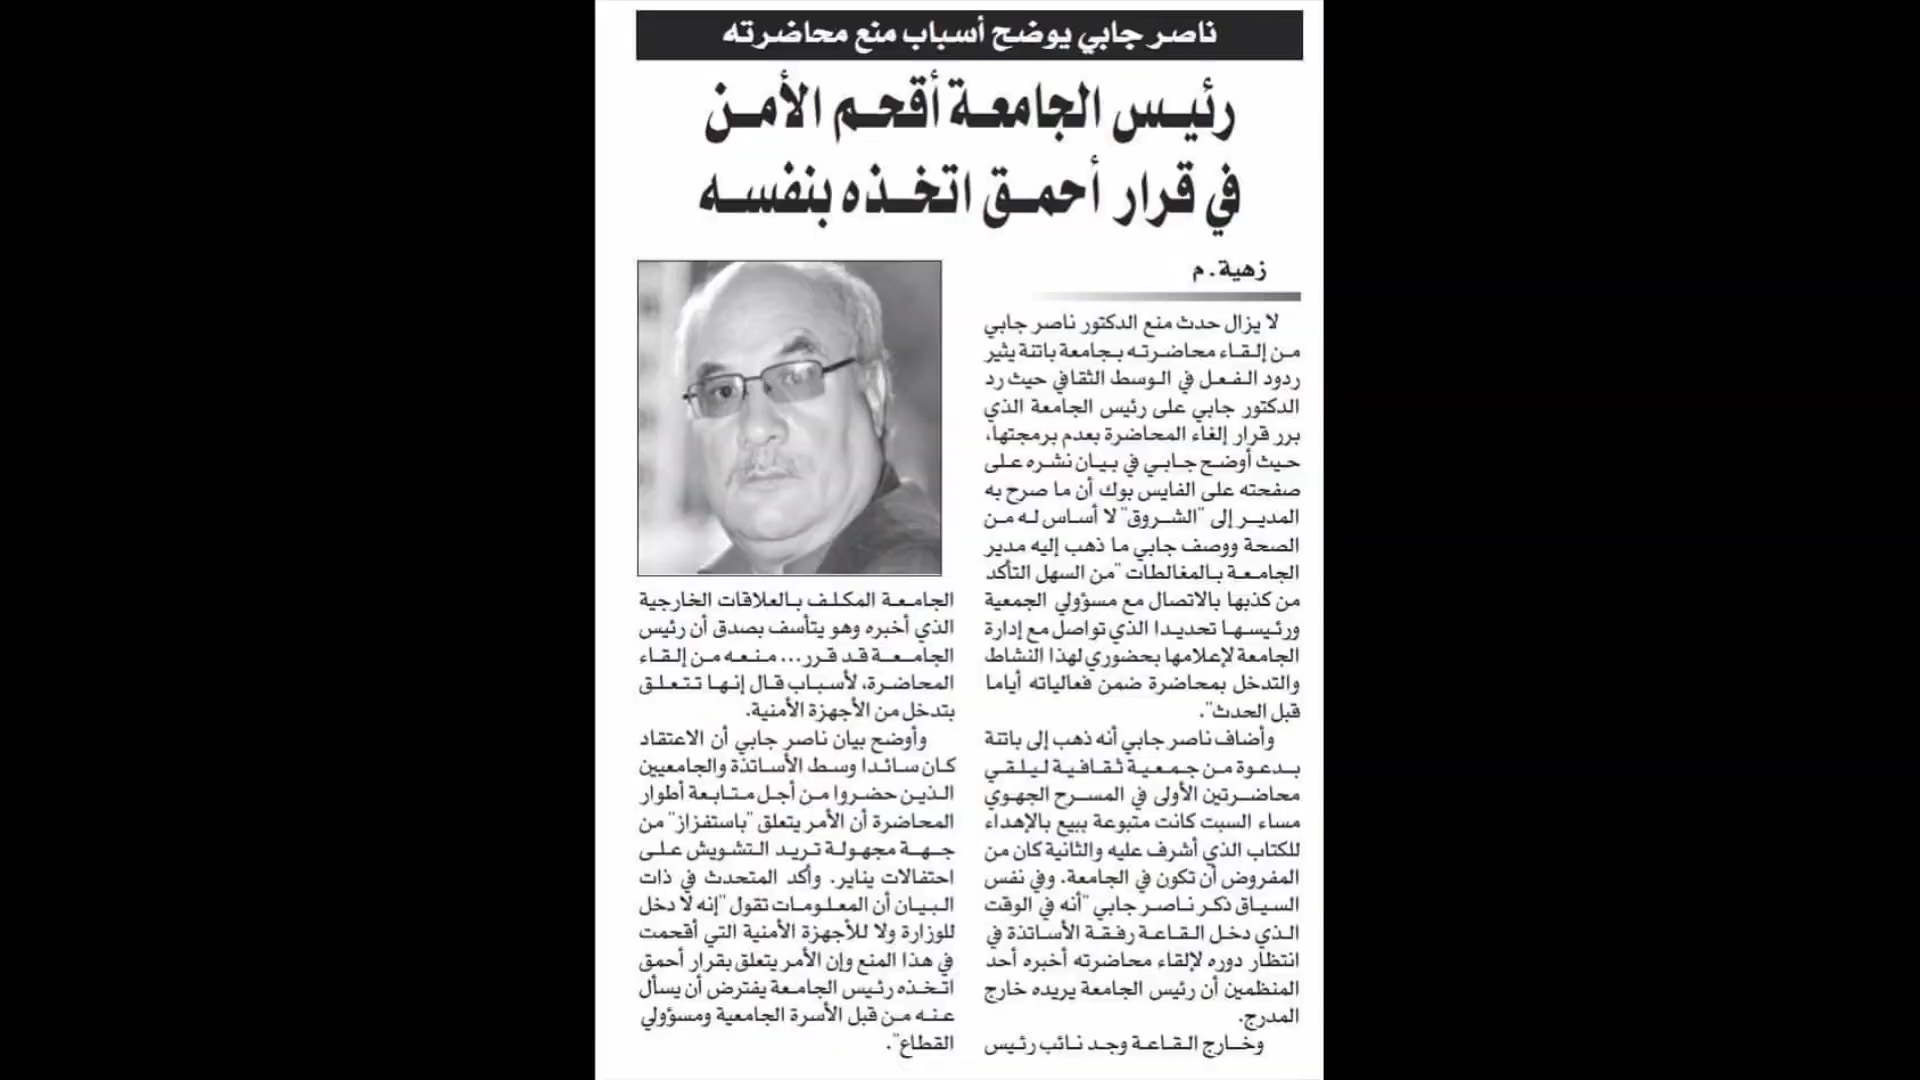 ناصر جابي يوضح أسباب منع محاضرته
رئيس الجامعة أقحم الأمن
في قرار أحمق اتخذه بنفسه
زهية . م
لا يزال حدث منع الدكتور ناصر جابي
من إلقاء محاضرته بجامعة باتنة يثير
ردود الفعل في الوسط الثقافي حيث رد
الدكتور جابي على رئيس الجامعة الذي
برر قرار إلغاء المحاضرة بعدم برمجتها،
حيث أوضح جابي في بيان نشره على
صفحته على الفايس بوك أن ما صرح به
المدير إلى "الشروق" لا أساس له من
الصحة ووصف جابي ما ذهب إليه مدير
الجامعة بالمغالطات "من السهل التأكد
من كذبها بالاتصال مع مسؤولي الجمعية
ورئيسها تحديدا الذي تواصل مع إدارة
الجامعة لإعلامها بحضوري لهذا النشاط
والتدخل بمحاضرة ضمن فعالياته أياما
قبل الحدث".
وأضاف ناصر جابي أنه ذهب إلى باتنة
بدعوة من جمعية ثقافية ليلقي
محاضرتين الأولى في المسرح الجهوي
مساء السبت كانت متبوعة ببيع بالإهداء
للكتاب الذي أشرف عليه والثانية كان من
المفروض أن تكون في الجامعة. وفي نفس
السياق ذكر ناصر جابي "أنه في الوقت
الذي دخل القاعة رفقة الأساتذة في
انتظار دوره لإلقاء محاضرته أخبره أحد
المنظمين أن رئيس الجامعة يريده خارج
المدرج.
وخارج القاعة وجد نائب رئيس
الجامعة المكلف بالعلاقات الخارجية
الذي أخبره وهو يتأسف بصدق أن رئيس
الجامعة قد قرر... منعه من إلقاء
المحاضرة، لأسباب قال إنها تتعلق
بتدخل من الأجهزة الأمنية.
وأوضح بيان ناصر جابي أن الاعتقاد
كان سائدا وسط الأساتذة والجامعيين
الذين حضروا من أجل متابعة أطوار
المحاضرة أن الأمر يتعلق "باستفزاز" من
جهة مجهولة تريد التشويش على
احتفالات يناير. وأكد المتحدث في ذات
البيان أن المعلومات تقول "إنه لا دخل
للوزارة ولا للأجهزة الأمنية التي أقحمت
في هذا المنع وإن الأمر يتعلق بقرار أحمق
اتخذه رئيس الجامعة يفترض أن يسأل
عنه من قبل الأسرة الجامعية ومسؤولي
القطاع".